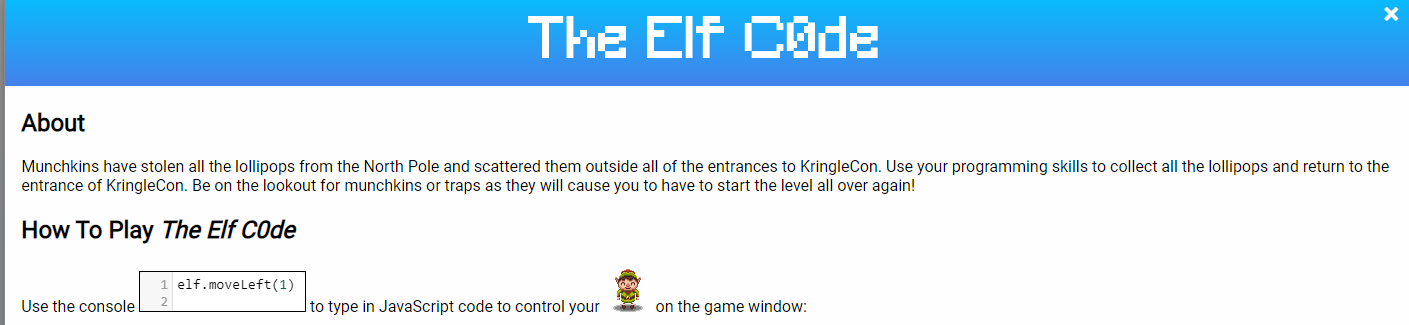 The Elf C0de
×
About
Munchkins have stolen all the lollipops from the North Pole and scattered them outside all of the entrances to KringleCon. Use your programming skills to collect all the lollipops and return to the
entrance of KringleCon. Be on the lookout for munchkins or traps as they will cause you to have to start the level all over again!
How To Play The Elf C0de
1 elf.moveLeft(1)
2
Use the console to type in JavaScript code to control your on the game window: